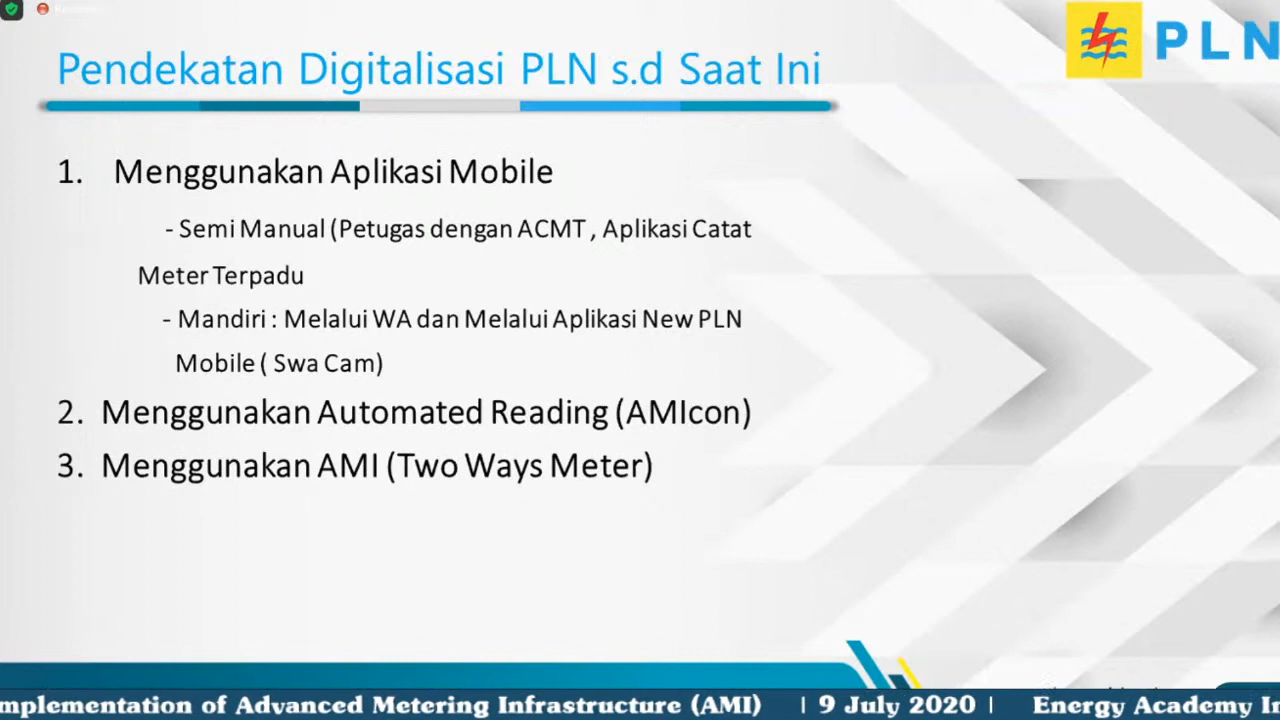 Pendekatan Digitalisasi PLN s.d Saat Ini
PLN
1. Menggunakan Aplikasi Mobile
- Semi Manual (Petugas dengan ACMT , Aplikasi Catat
Meter Terpadu
- Mandiri : Melalui WA dan Melalui Aplikasi New PLN
Mobile ( Swa Cam)
2. Menggunakan Automated Reading (AMIcon)
3. Menggunakan AMI (Two Ways Meter)
mplementation of Advanced Metering Infrastructure (AMI) | 9 July 2020 | Energy Academy In